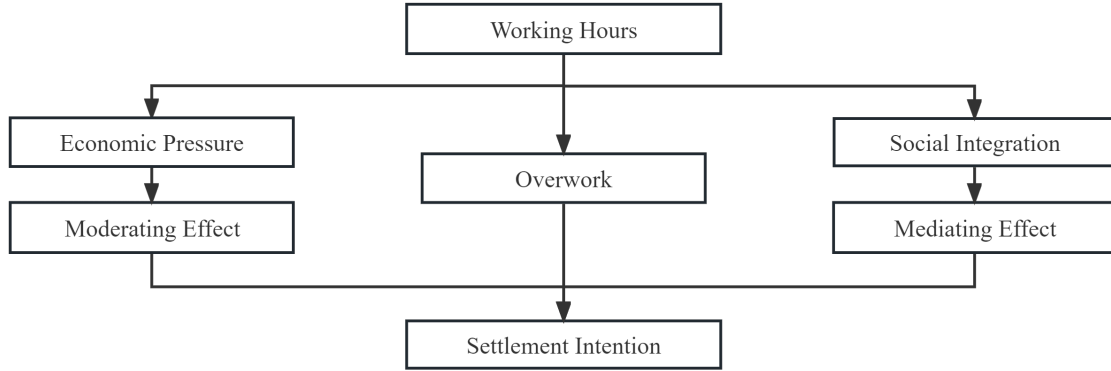 Working Hours
Economic Pressure
Social Integration
Overwork
Moderating Effect
Mediating Effect
Settlement Intention